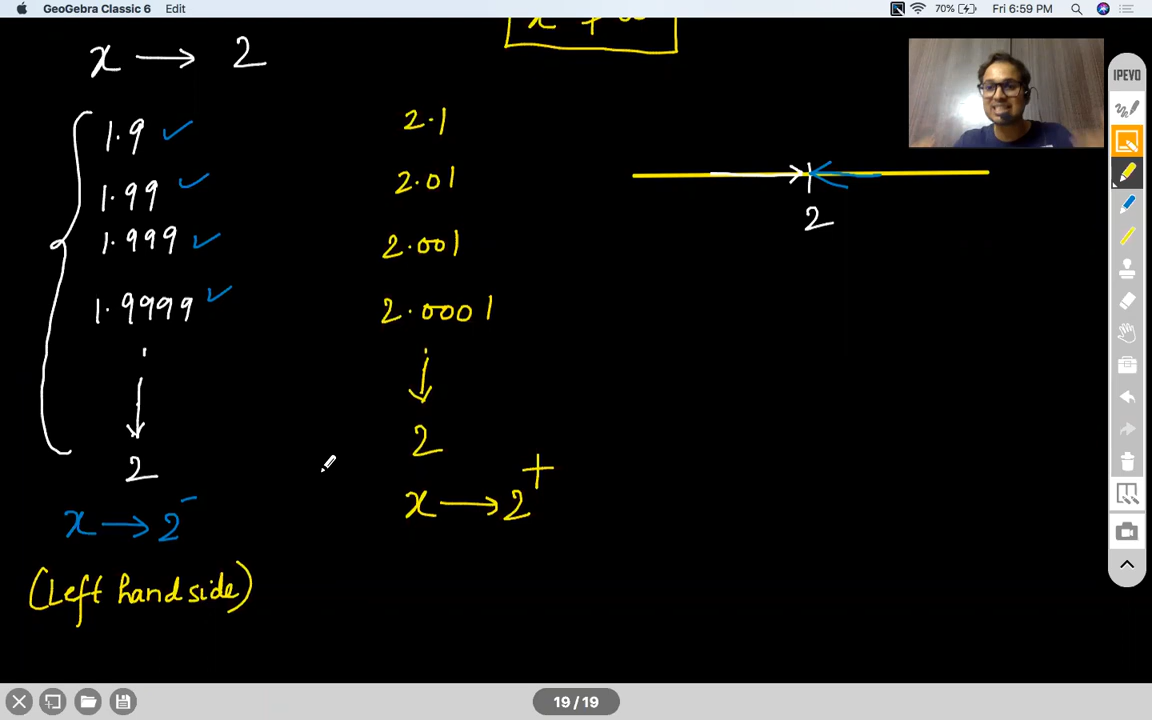 GeoGebra Classic 6 Edit 70% Fri 6:59 PM
x → 2
1.9 ✓
1.99 ✓
1.999 ✓
1.9999 ✓
.
↓
2
x → 2⁻
(Left hand side)
2.1
2.01
2.001
2.0001
.
↓
2
x → 2⁺
2
IPEVO
19 / 19